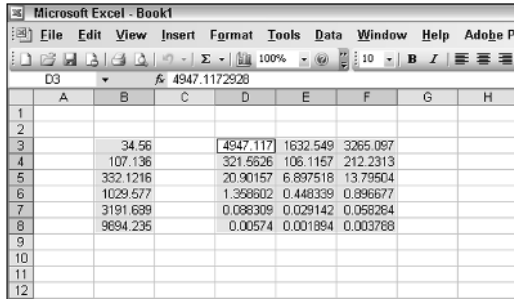 Microsoft Excel - Book1
File Edit View Insert Format Tools Data Window Help Adobe P
Σ 100% 10 B I
D3 fx 4947.1172928
A B C D E F G H
1
2
3 34.56 4947.117 1632.549 3265.097
4 107.136 321.5626 106.1157 212.2313
5 332.1216 20.90157 6.897518 13.79504
6 1029.577 1.358602 0.448339 0.896677
7 3191.689 0.088309 0.029142 0.058284
8 9894.235 0.00574 0.001894 0.003788
9
10
11
12